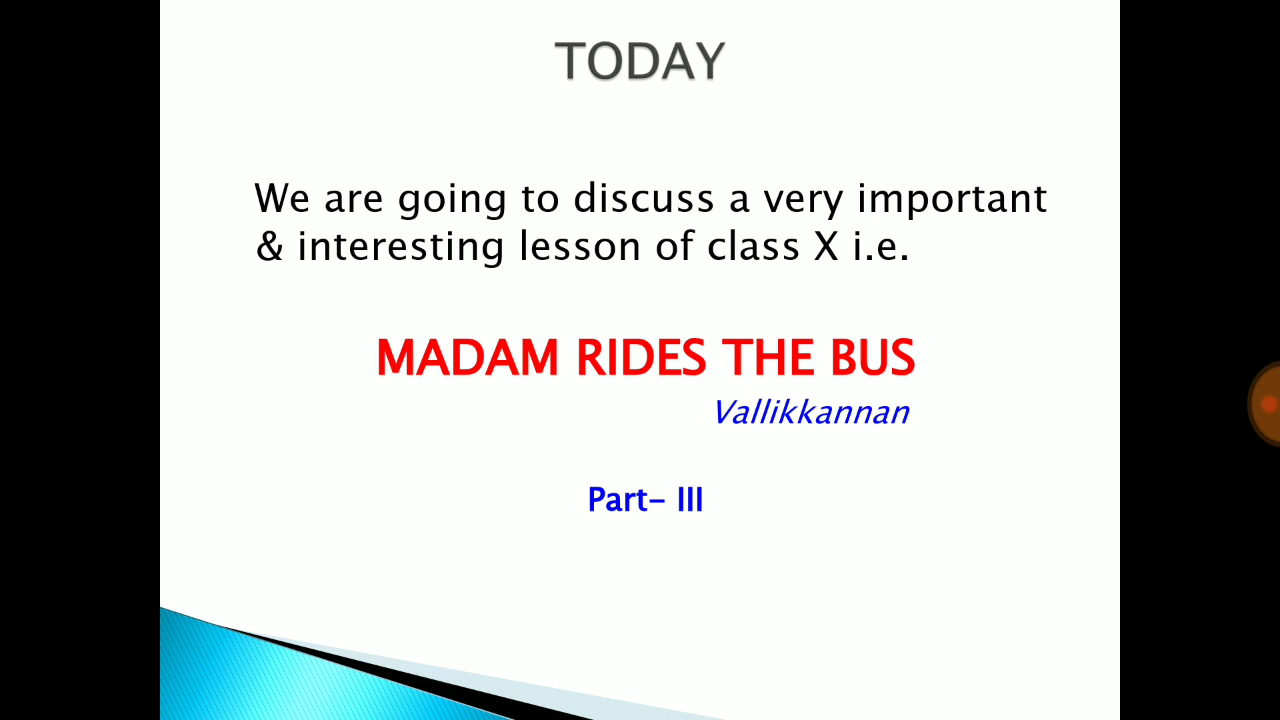 TODAY
We are going to discuss a very important
& interesting lesson of class X i.e.
MADAM RIDES THE BUS
Vallikkannan
Part- III